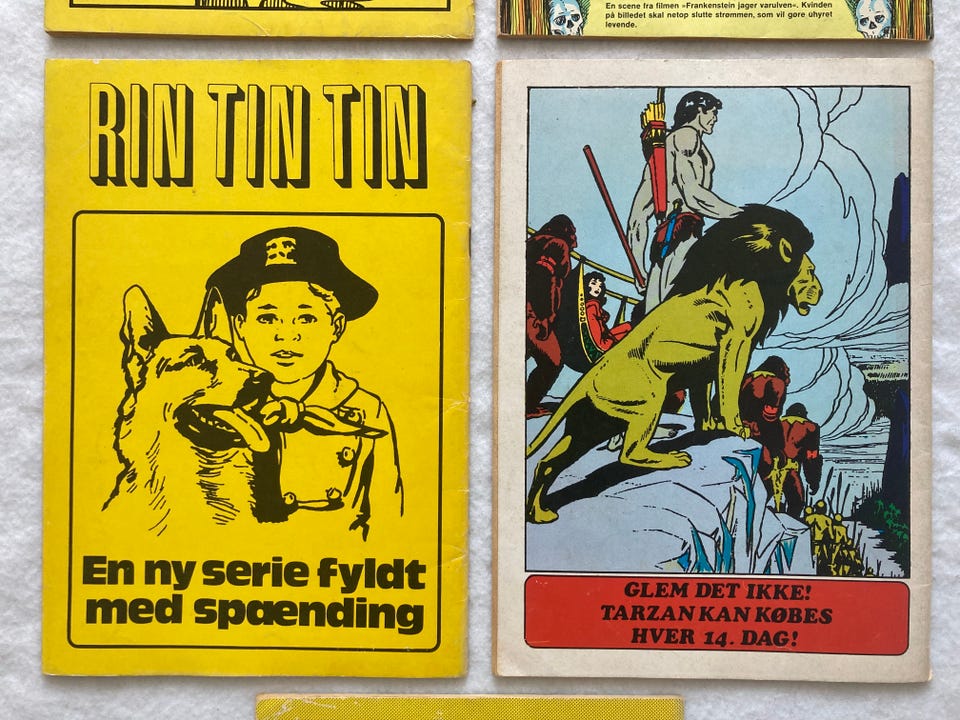 En scene fra filmen »Frankenstein jager varulven«. Kvinden
på billedet skal netop slutte strømmen, som vil gøre uhyret
levende.
RIN TIN TIN
En ny serie fyldt
med spænding
GLEM DET IKKE!
TARZAN KAN KØBES
HVER 14. DAG!